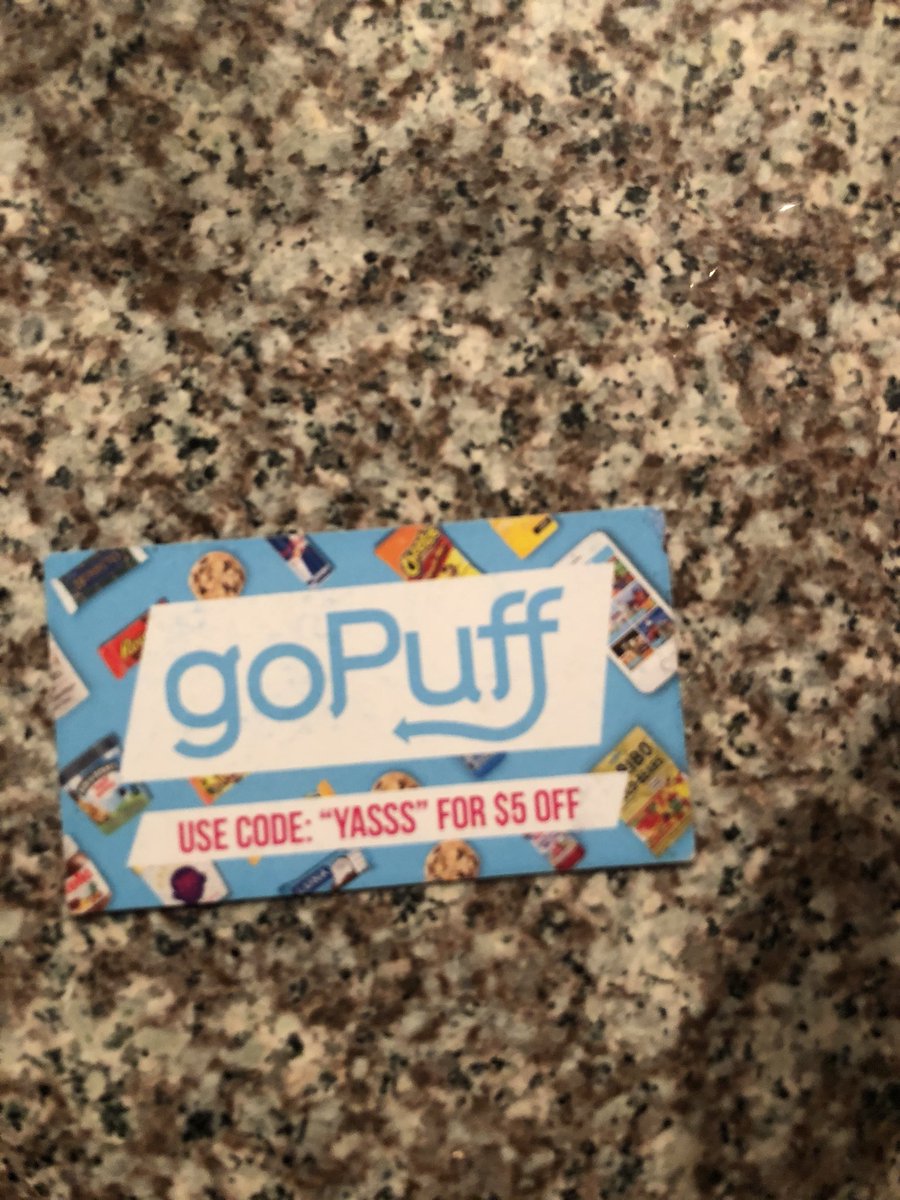 goPuff
USE CODE: "YASSS" FOR $5 OFF